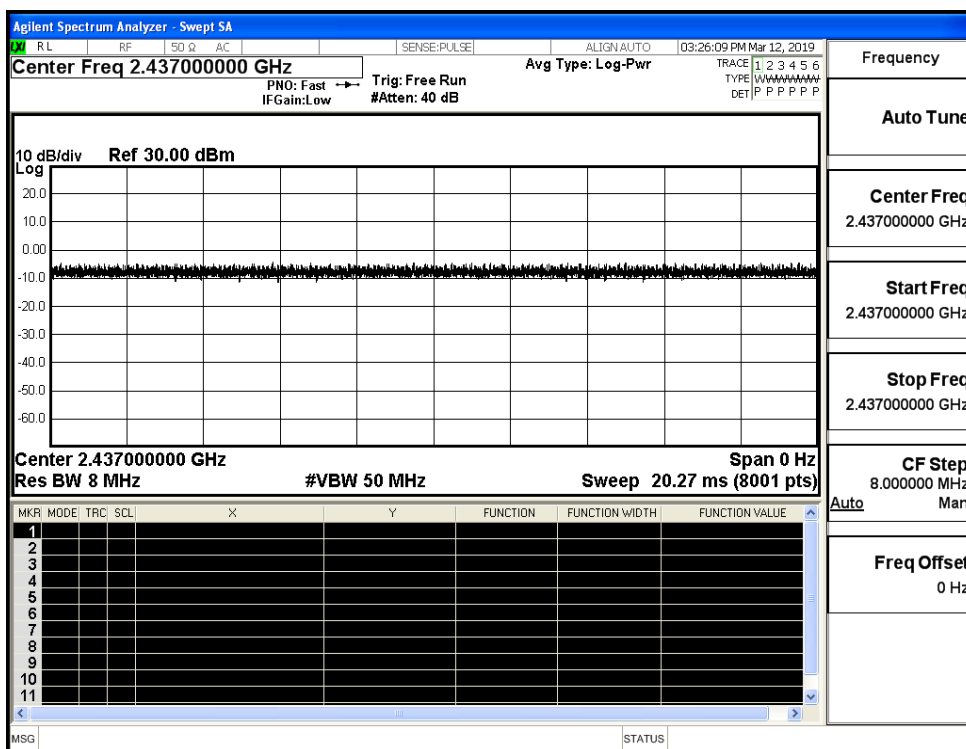 Agilent Spectrum Analyzer - Swept SA
LXI RL RF 50 Ω AC SENSE:PULSE ALIGN AUTO 03:26:09 PM Mar 12, 2019
Center Freq 2.437000000 GHz
PNO: Fast
IFGain:Low
Trig: Free Run
#Atten: 40 dB
Avg Type: Log-Pwr
TRACE 1 2 3 4 5 6
TYPE WWWWWW
DET P P P P P P
10 dB/div Ref 30.00 dBm
Log
20.0
10.0
0.00
-10.0
-20.0
-30.0
-40.0
-50.0
-60.0
Center 2.437000000 GHz Span 0 Hz
Res BW 8 MHz #VBW 50 MHz Sweep 20.27 ms (8001 pts)
MKR MODE TRC SCL X Y FUNCTION FUNCTION WIDTH FUNCTION VALUE
1
2
3
4
5
6
7
8
9
10
11
MSG STATUS
Frequency
Auto Tune
Center Freq
2.437000000 GHz
Start Freq
2.437000000 GHz
Stop Freq
2.437000000 GHz
CF Step
8.000000 MHz
Auto Man
Freq Offset
0 Hz